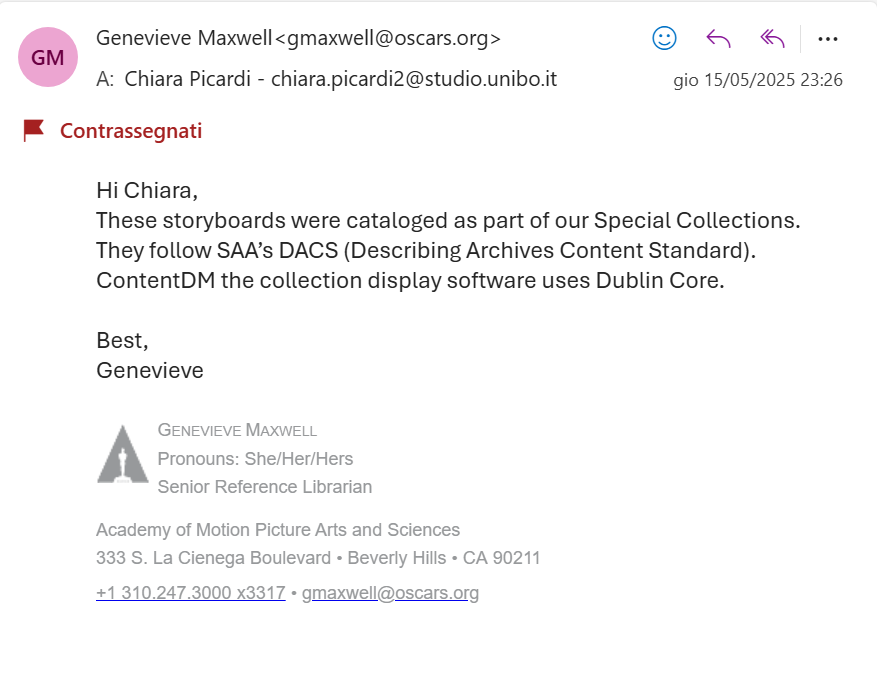 GM
Genevieve Maxwell<gmaxwell@oscars.org>
A: Chiara Picardi - chiara.picardi2@studio.unibo.it
gio 15/05/2025 23:26
Contrassegnati
Hi Chiara,
These storyboards were cataloged as part of our Special Collections.
They follow SAA’s DACS (Describing Archives Content Standard).
ContentDM the collection display software uses Dublin Core.
Best,
Genevieve
GENEVIEVE MAXWELL
Pronouns: She/Her/Hers
Senior Reference Librarian
Academy of Motion Picture Arts and Sciences
333 S. La Cienega Boulevard • Beverly Hills • CA 90211
+1 310.247.3000 x3317 • gmaxwell@oscars.org